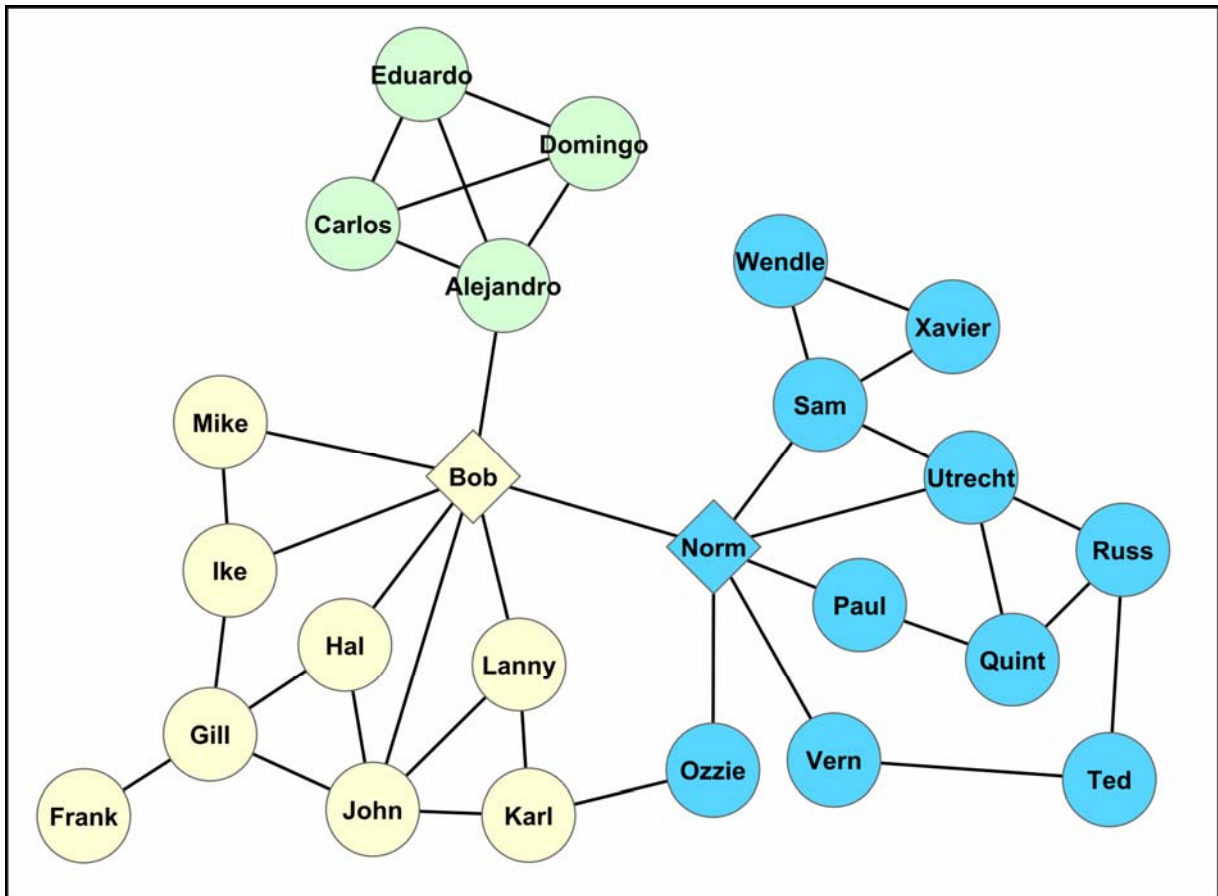 Eduardo
Domingo
Carlos
Wendle
Alejandro
Xavier
Sam
Mike
Bob
Utrecht
Norm
Russ
Ike
Paul
Hal
Quint
Lanny
Gill
Vern
Ozzie
Ted
John
Karl
Frank